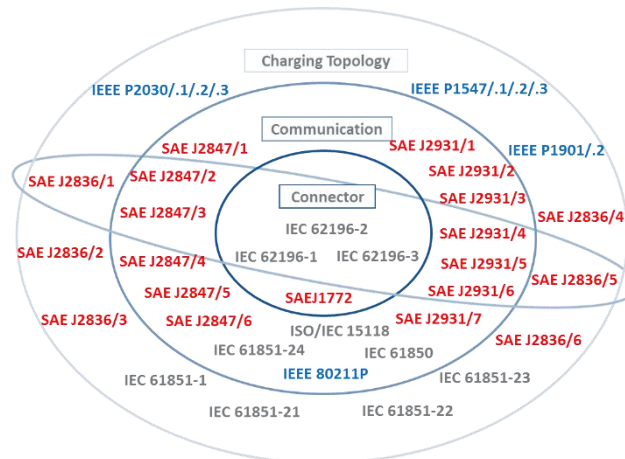 Charging Topology
IEEE P2030/.1/.2/.3
IEEE P1547/.1/.2/.3
Communication
SAE J2847/1
SAE J2931/1
IEEE P1901/.2
SAE J2836/1
SAE J2847/2
SAE J2931/2
Connector
SAE J2931/3
SAE J2847/3
SAE J2836/4
IEC 62196-2
SAE J2931/4
SAE J2836/2
IEC 62196-1
IEC 62196-3
SAE J2847/4
SAE J2931/5
SAE J2836/5
SAE J2847/5
SAEJ1772
SAE J2931/6
SAE J2836/3
SAE J2847/6
ISO/IEC 15118
SAE J2931/7
SAE J2836/6
IEC 61851-24
IEC 61850
IEC 61851-1
IEEE 80211P
IEC 61851-23
IEC 61851-21
IEC 61851-22